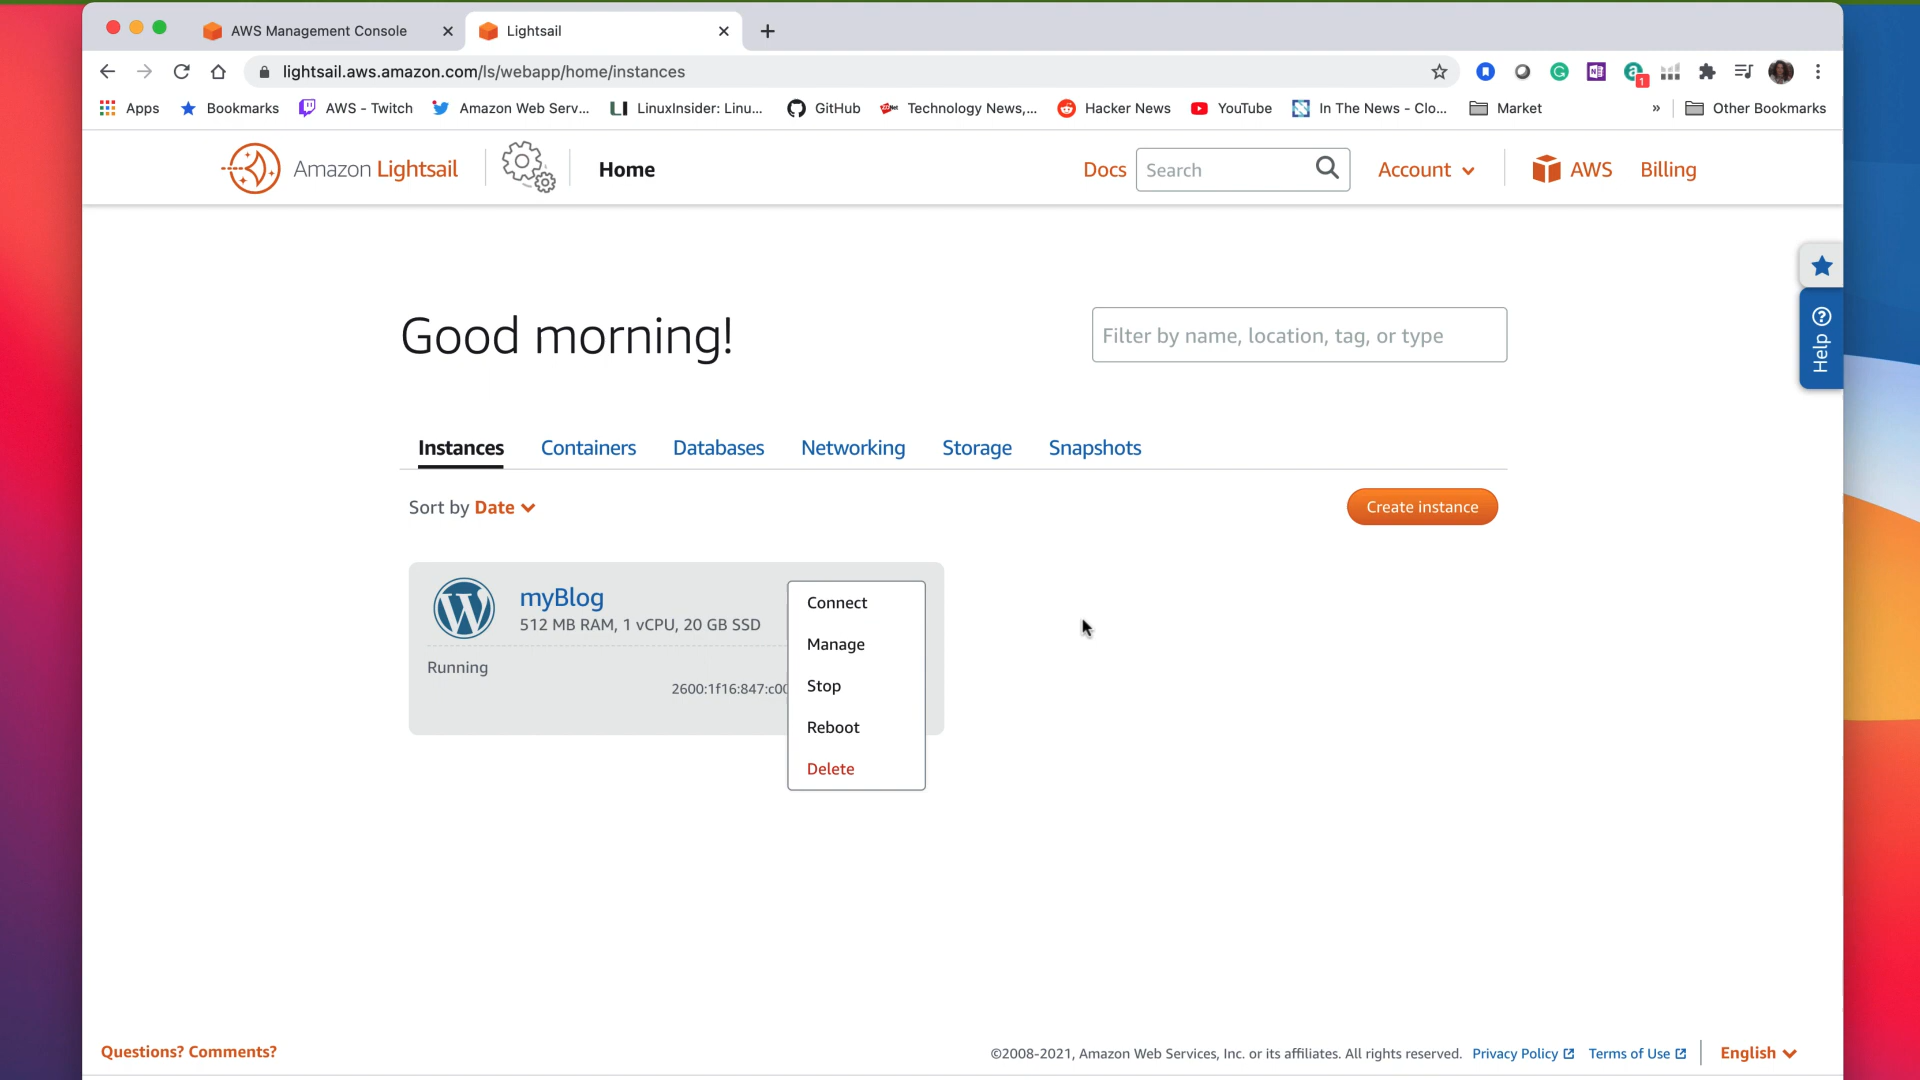 AWS Management Console
Lightsail
lightsail.aws.amazon.com/ls/webapp/home/instances
1
Apps Bookmarks AWS - Twitch Amazon Web Serv... LinuxInsider: Linu... GitHub Technology News,... Hacker News YouTube In The News - Clo... Market » Other Bookmarks
Amazon Lightsail Home Docs Search Account AWS Billing
Help
Good morning!
Filter by name, location, tag, or type
Instances Containers Databases Networking Storage Snapshots
Sort by Date
Create instance
myBlog
512 MB RAM, 1 vCPU, 20 GB SSD
Running
2600:1f16:847:c00
Connect
Manage
Stop
Reboot
Delete
Questions? Comments?
©2008-2021, Amazon Web Services, Inc. or its affiliates. All rights reserved. Privacy Policy Terms of Use English